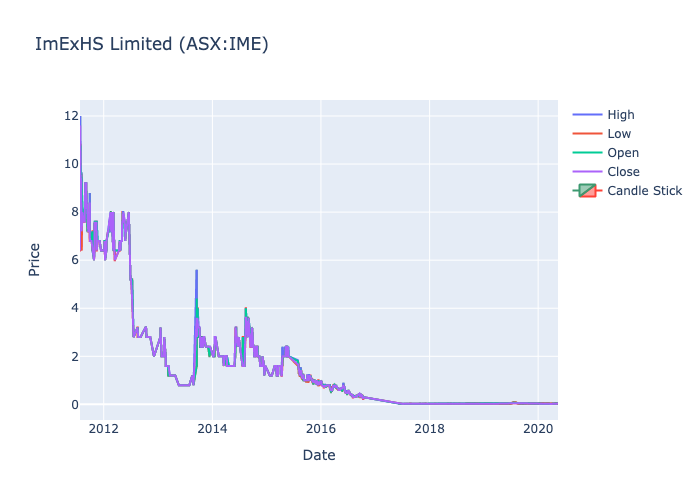 ImExHS Limited (ASX:IME)
12
10
8
6
4
2
0
Price
2012
2014
2016
2018
2020
Date
High
Low
Open
Close
Candle Stick